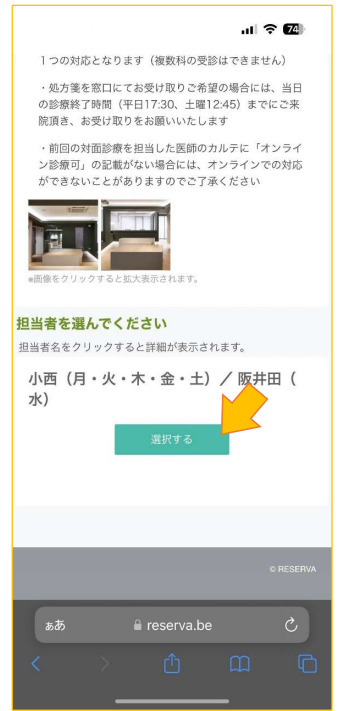 74
1つの対応となります（複数科の受診はできません）
・処方箋を窓口にてお受け取りご希望の場合には、当日
の診療終了時間（平日17:30、土曜12:45）までにご来
院頂き、お受け取りをお願いいたします
・前回の対面診療を担当した医師のカルテに「オンライ
ン診療可」の記載がない場合には、オンラインでの対応
ができないことがありますのでご了承ください
※画像をクリックすると拡大表示されます。
担当者を選んでください
担当者名をクリックすると詳細が表示されます。
小西（月・火・木・金・土）／阪井田（
水）
選択する
© RESERVA
ぁあ
reserva.be